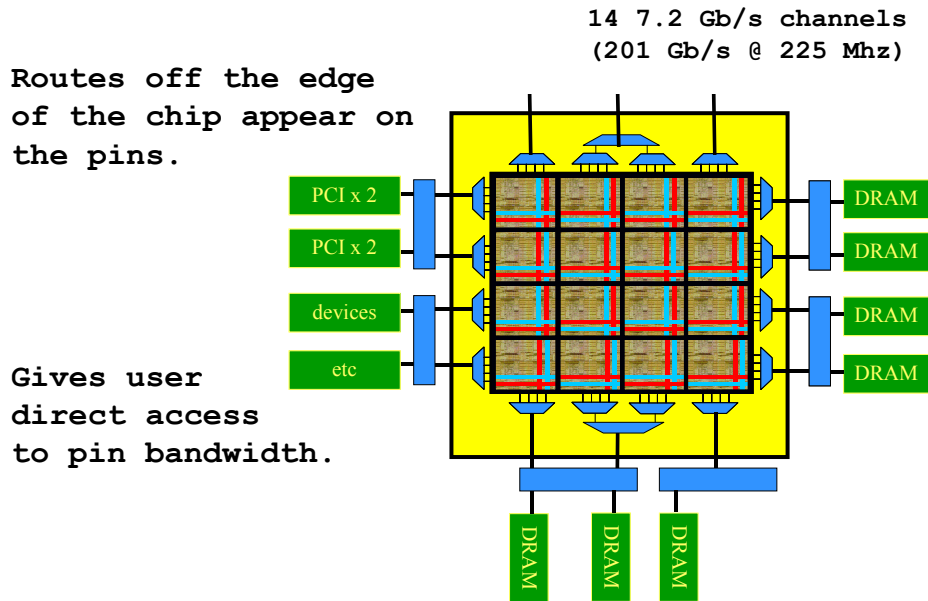 14 7.2 Gb/s channels
(201 Gb/s @ 225 Mhz)
Routes off the edge
of the chip appear on
the pins.
PCI x 2
PCI x 2
devices
etc
DRAM
DRAM
DRAM
DRAM
Gives user
direct access
to pin bandwidth.
DRAM
DRAM
DRAM